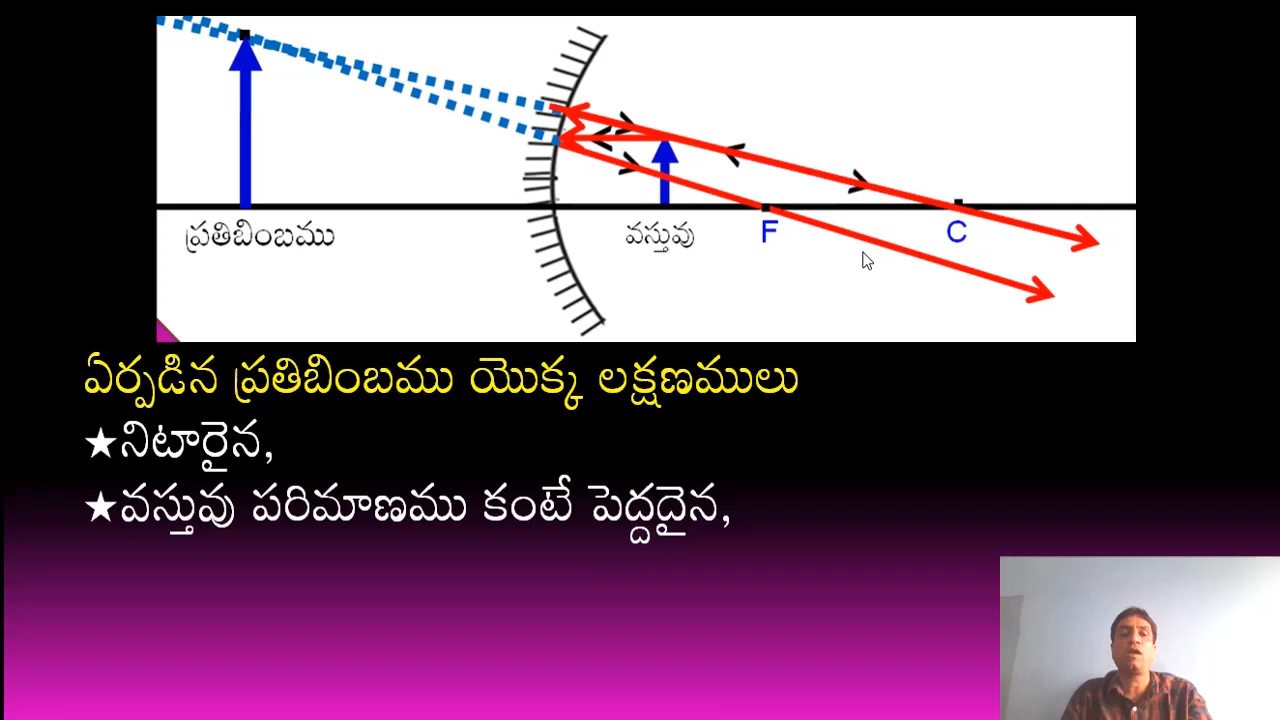 ప్రతిబింబము వస్తువు F C
ఏర్పడిన ప్రతిబింబము యొక్క లక్షణములు
★నిటారైన,
★వస్తువు పరిమాణము కంటే పెద్దదైన,